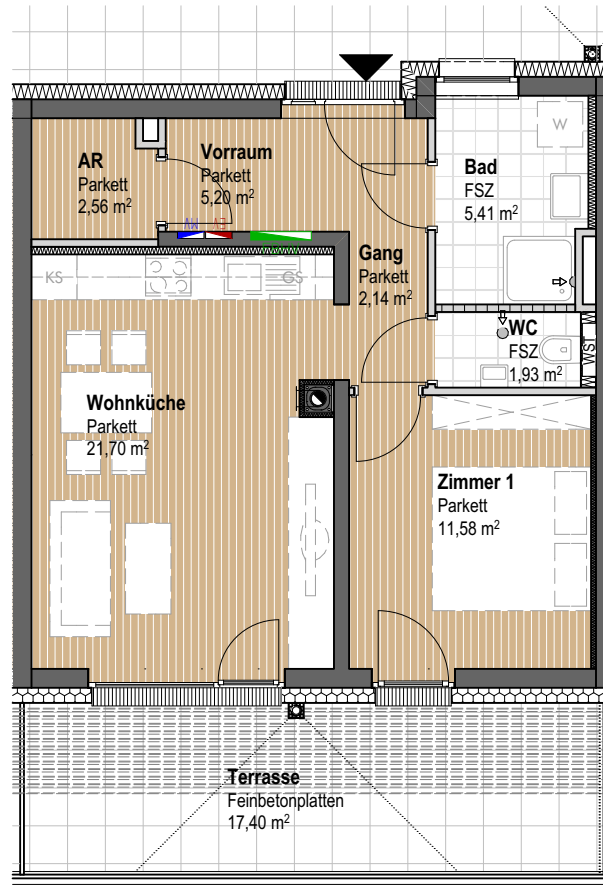 AR
Parkett
2,56 m²
Vorraum
Parkett
5,20 m²
W
Bad
FSZ
5,41 m²
Gang
Parkett
2,14 m²
KS
GS
WC
FSZ
1,93 m²
ST
Wohnküche
Parkett
21,70 m²
Zimmer 1
Parkett
11,58 m²
Terrasse
Feinbetonplatten
17,40 m²